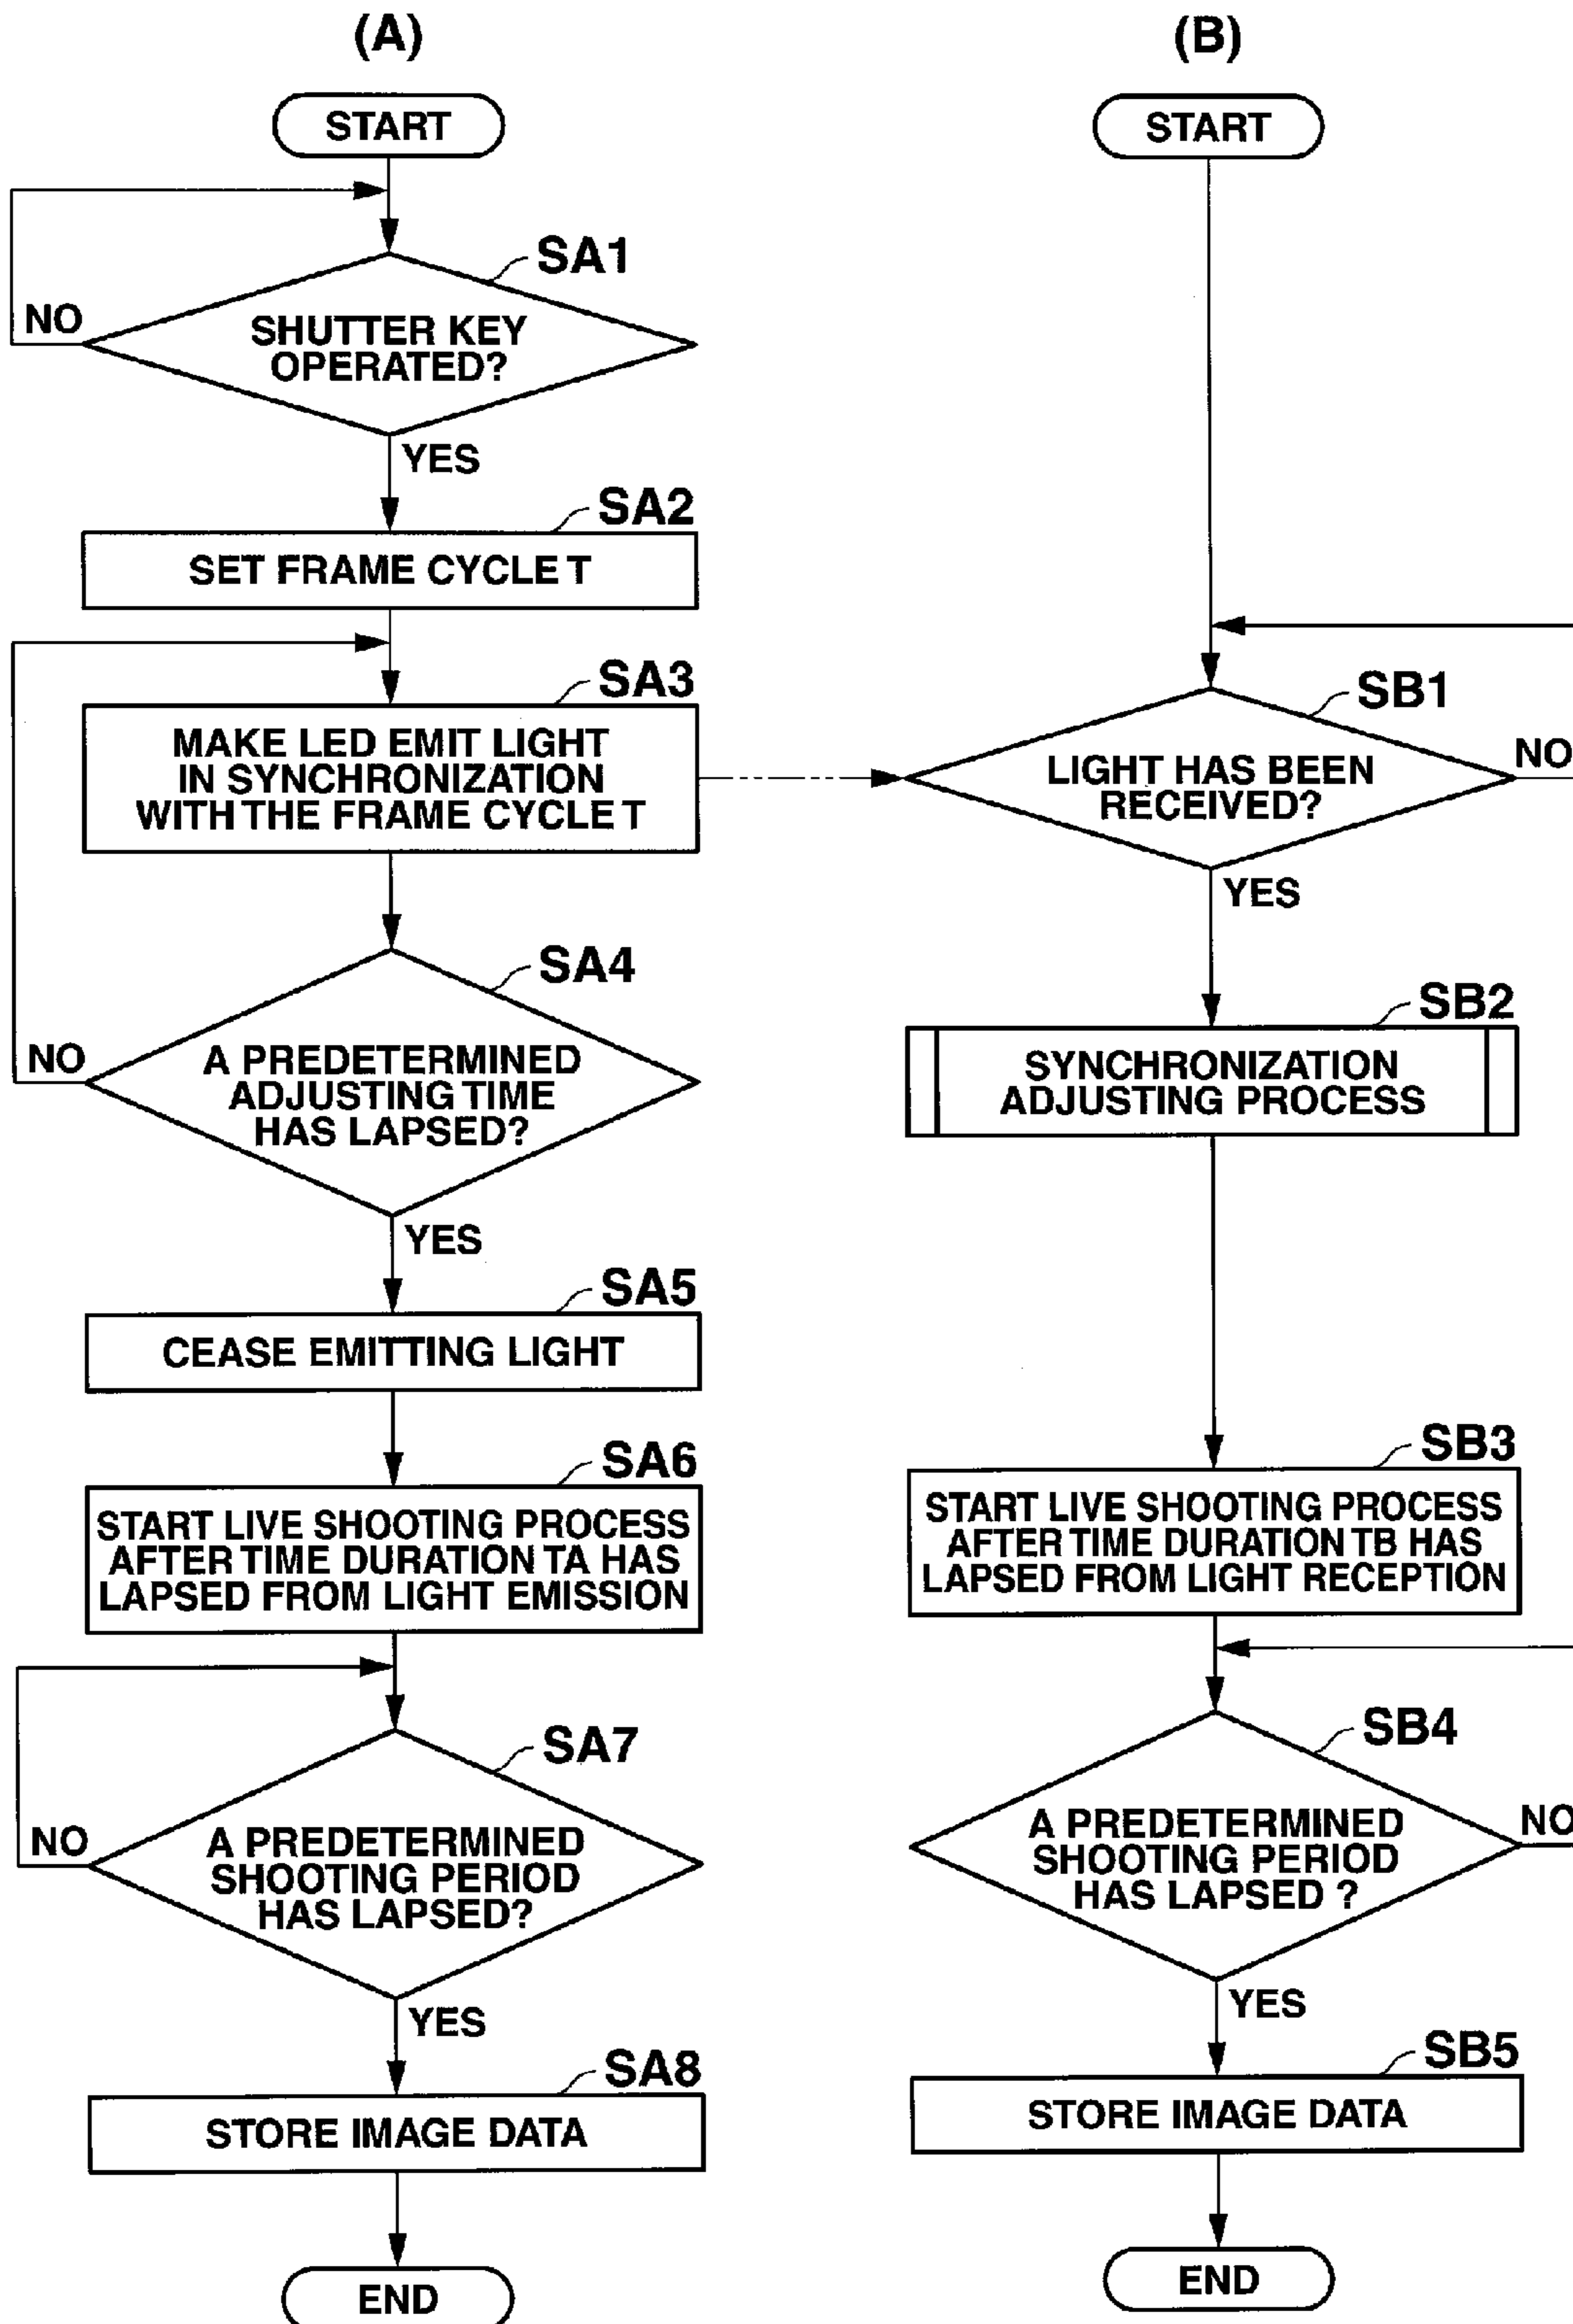 (A)
START
SA1
SHUTTER KEY
OPERATED?
NO
YES
SA2
SET FRAME CYCLE T
SA3
MAKE LED EMIT LIGHT
IN SYNCHRONIZATION
WITH THE FRAME CYCLE T
SA4
A PREDETERMINED
ADJUSTING TIME
HAS LAPSED?
NO
YES
SA5
CEASE EMITTING LIGHT
SA6
START LIVE SHOOTING PROCESS
AFTER TIME DURATION TA HAS
LAPSED FROM LIGHT EMISSION
SA7
A PREDETERMINED
SHOOTING PERIOD
HAS LAPSED?
NO
YES
SA8
STORE IMAGE DATA
END
(B)
START
SB1
LIGHT HAS BEEN
RECEIVED?
NO
YES
SB2
SYNCHRONIZATION
ADJUSTING PROCESS
SB3
START LIVE SHOOTING PROCESS
AFTER TIME DURATION TB HAS
LAPSED FROM LIGHT RECEPTION
SB4
A PREDETERMINED
SHOOTING PERIOD
HAS LAPSED ?
NO
YES
SB5
STORE IMAGE DATA
END